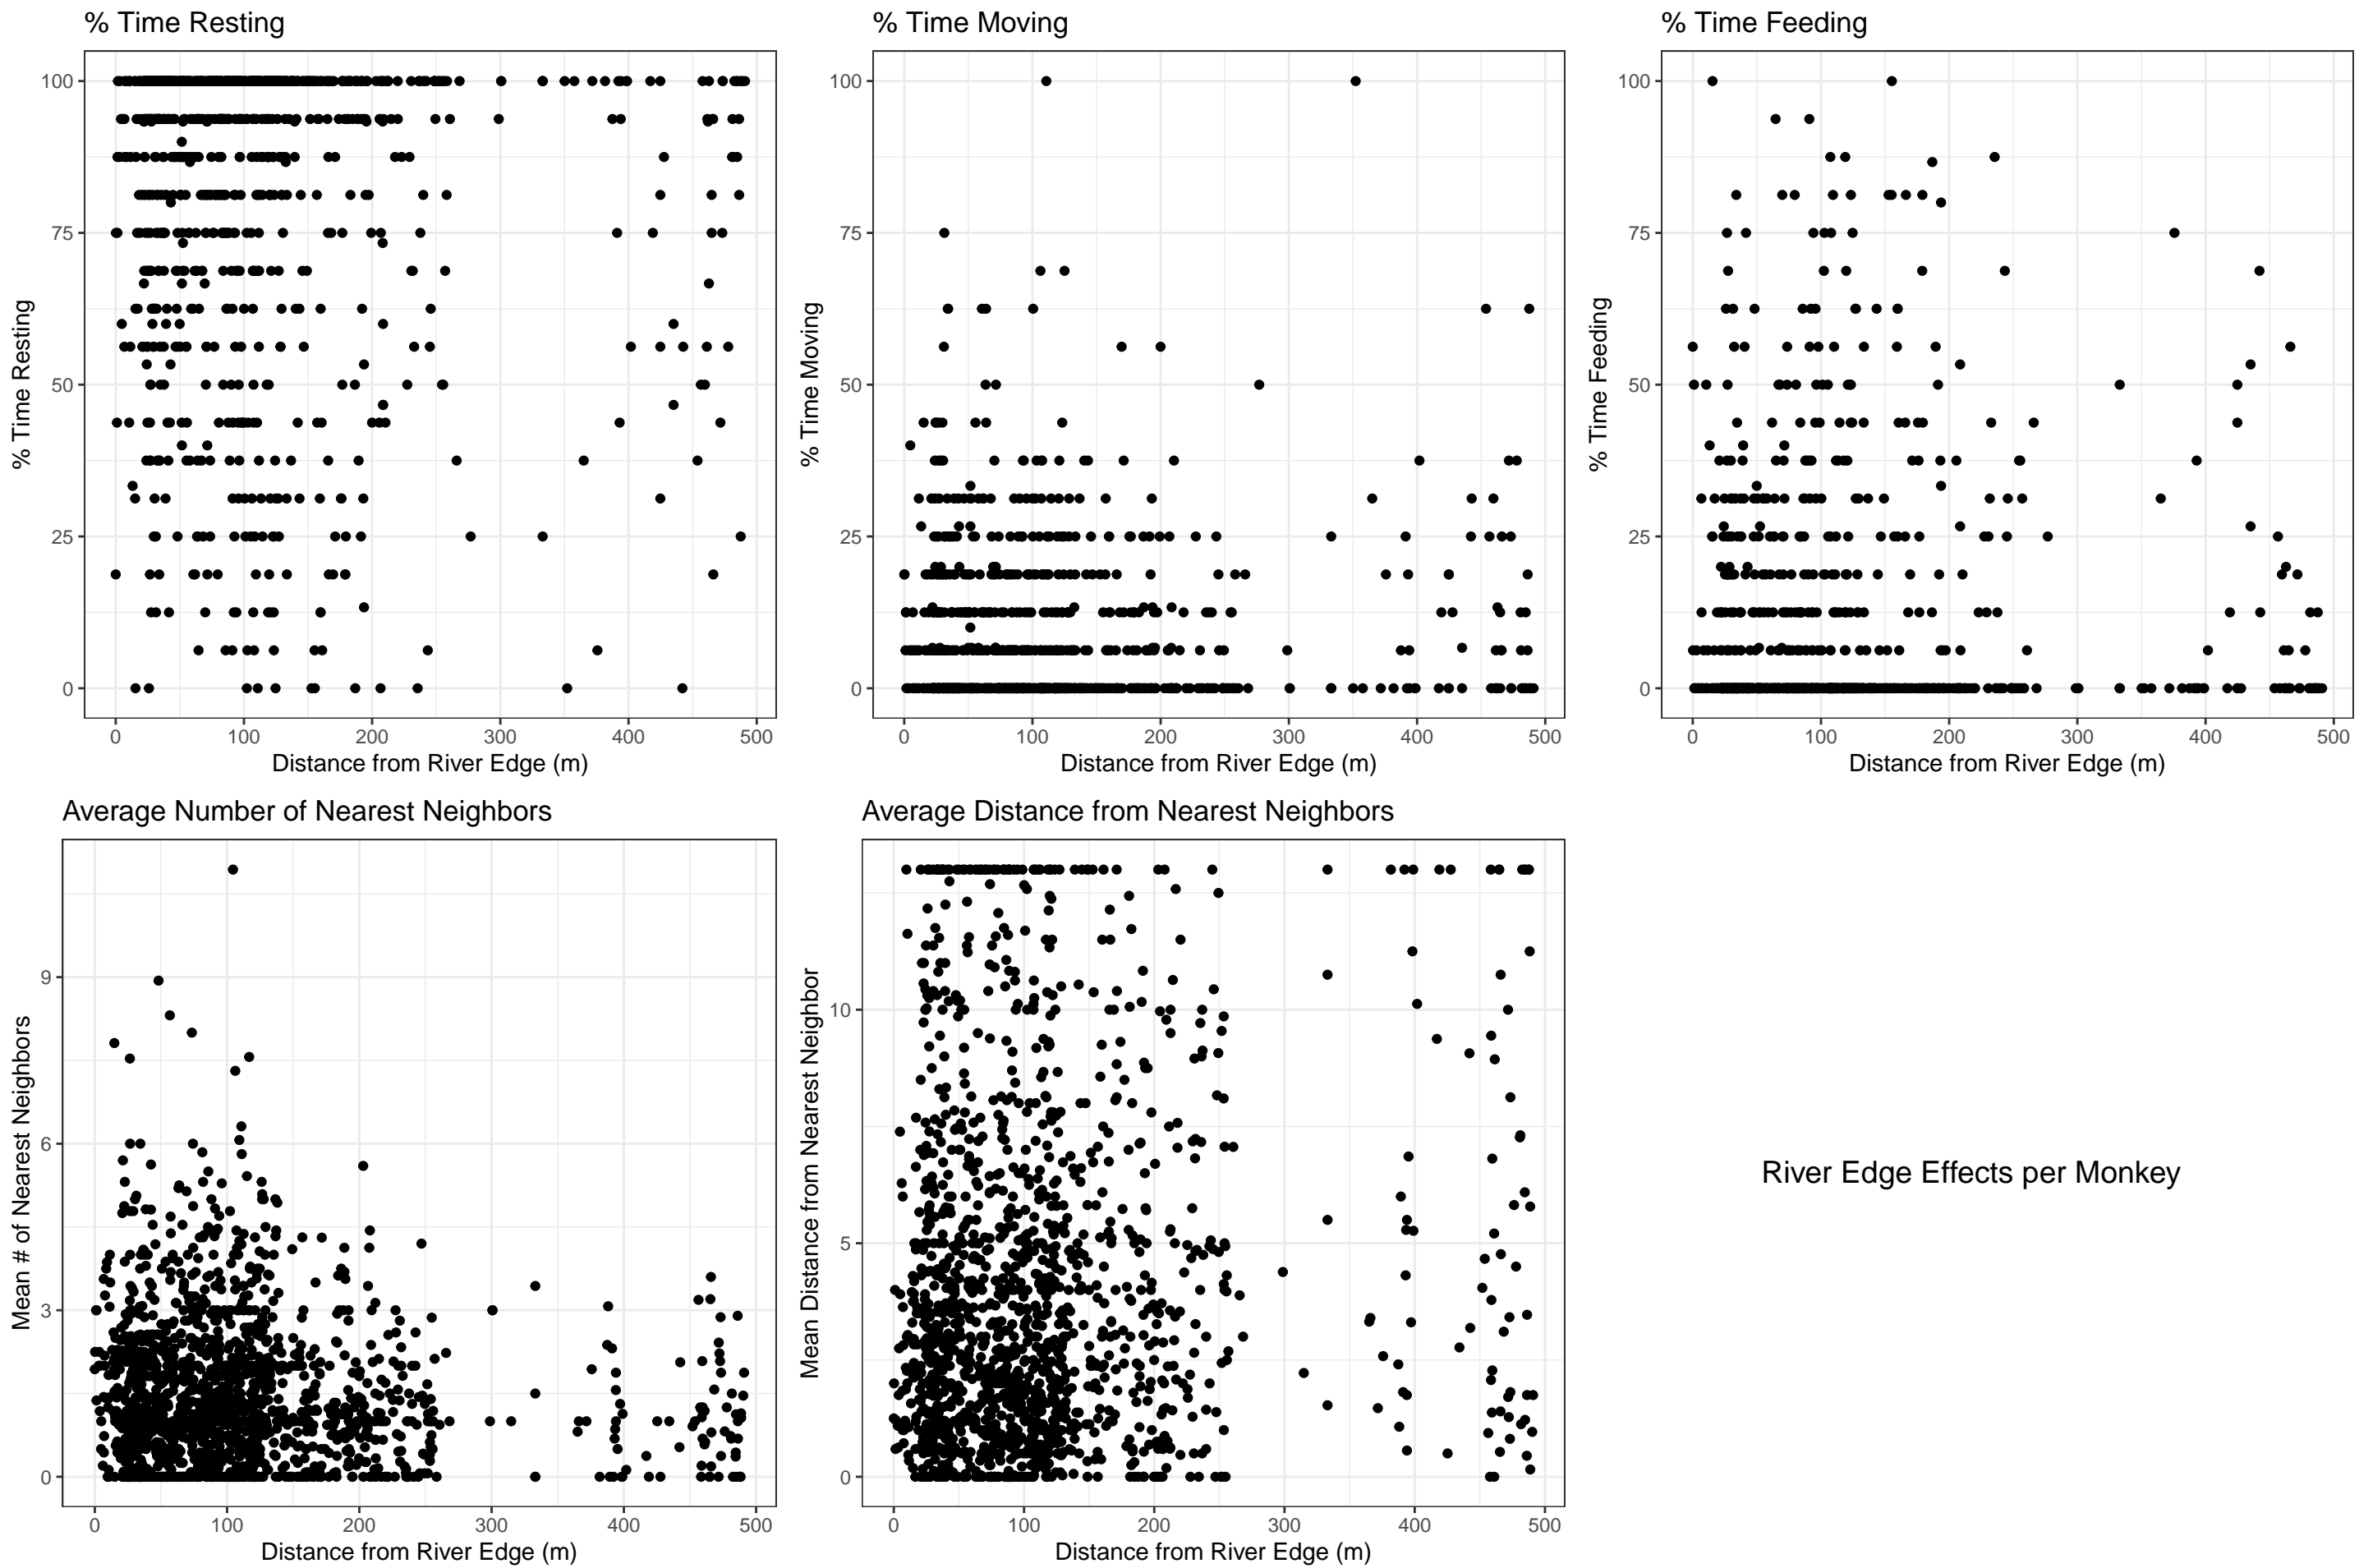 % Time Resting
% Time Moving
% Time Feeding
% Time Resting
100
75
50
25
0
0 100 200 300 400 500
Distance from River Edge (m)
% Time Moving
100
75
50
25
0
0 100 200 300 400 500
Distance from River Edge (m)
% Time Feeding
100
75
50
25
0
0 100 200 300 400 500
Distance from River Edge (m)
Average Number of Nearest Neighbors
Mean # of Nearest Neighbors
9
6
3
0
0 100 200 300 400 500
Distance from River Edge (m)
Average Distance from Nearest Neighbors
Mean Distance from Nearest Neighbor
10
5
0
0 100 200 300 400 500
Distance from River Edge (m)
River Edge Effects per Monkey